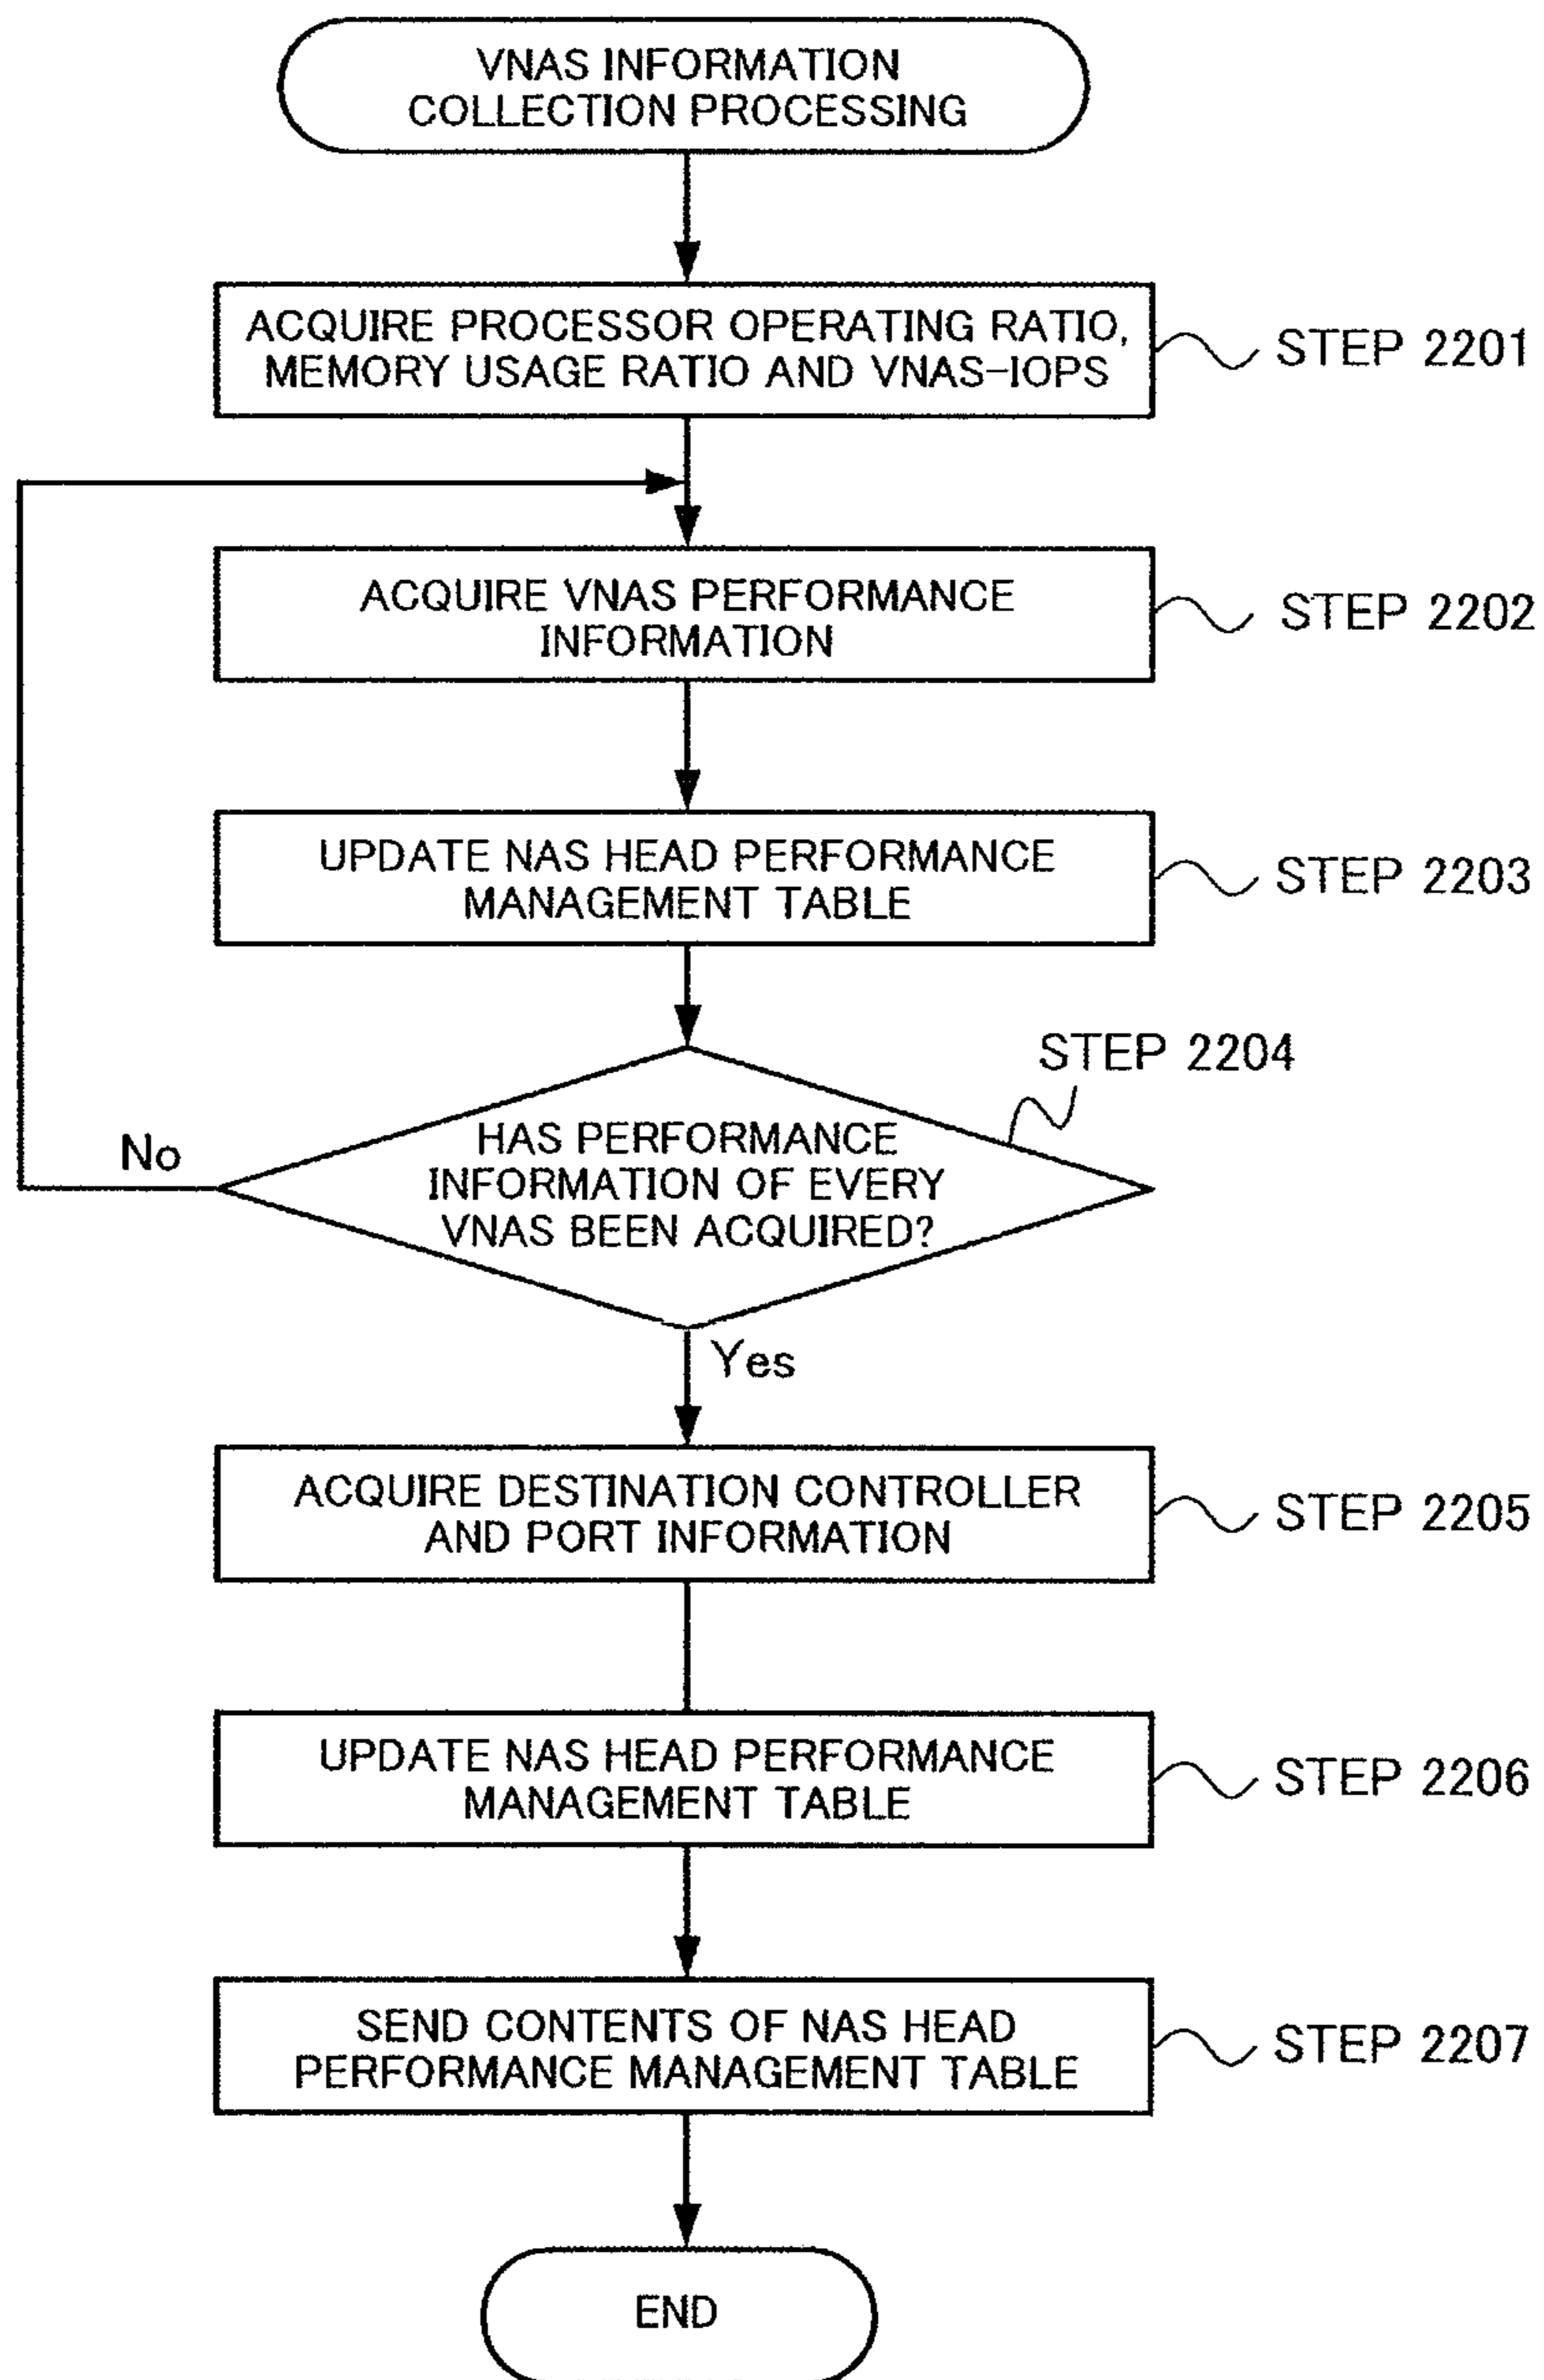 VNAS INFORMATION
COLLECTION PROCESSING
ACQUIRE PROCESSOR OPERATING RATIO,
MEMORY USAGE RATIO AND VNAS-IOPS
STEP 2201
ACQUIRE VNAS PERFORMANCE
INFORMATION
STEP 2202
UPDATE NAS HEAD PERFORMANCE
MANAGEMENT TABLE
STEP 2203
STEP 2204
HAS PERFORMANCE
INFORMATION OF EVERY
VNAS BEEN ACQUIRED?
No
Yes
ACQUIRE DESTINATION CONTROLLER
AND PORT INFORMATION
STEP 2205
UPDATE NAS HEAD PERFORMANCE
MANAGEMENT TABLE
STEP 2206
SEND CONTENTS OF NAS HEAD
PERFORMANCE MANAGEMENT TABLE
STEP 2207
END